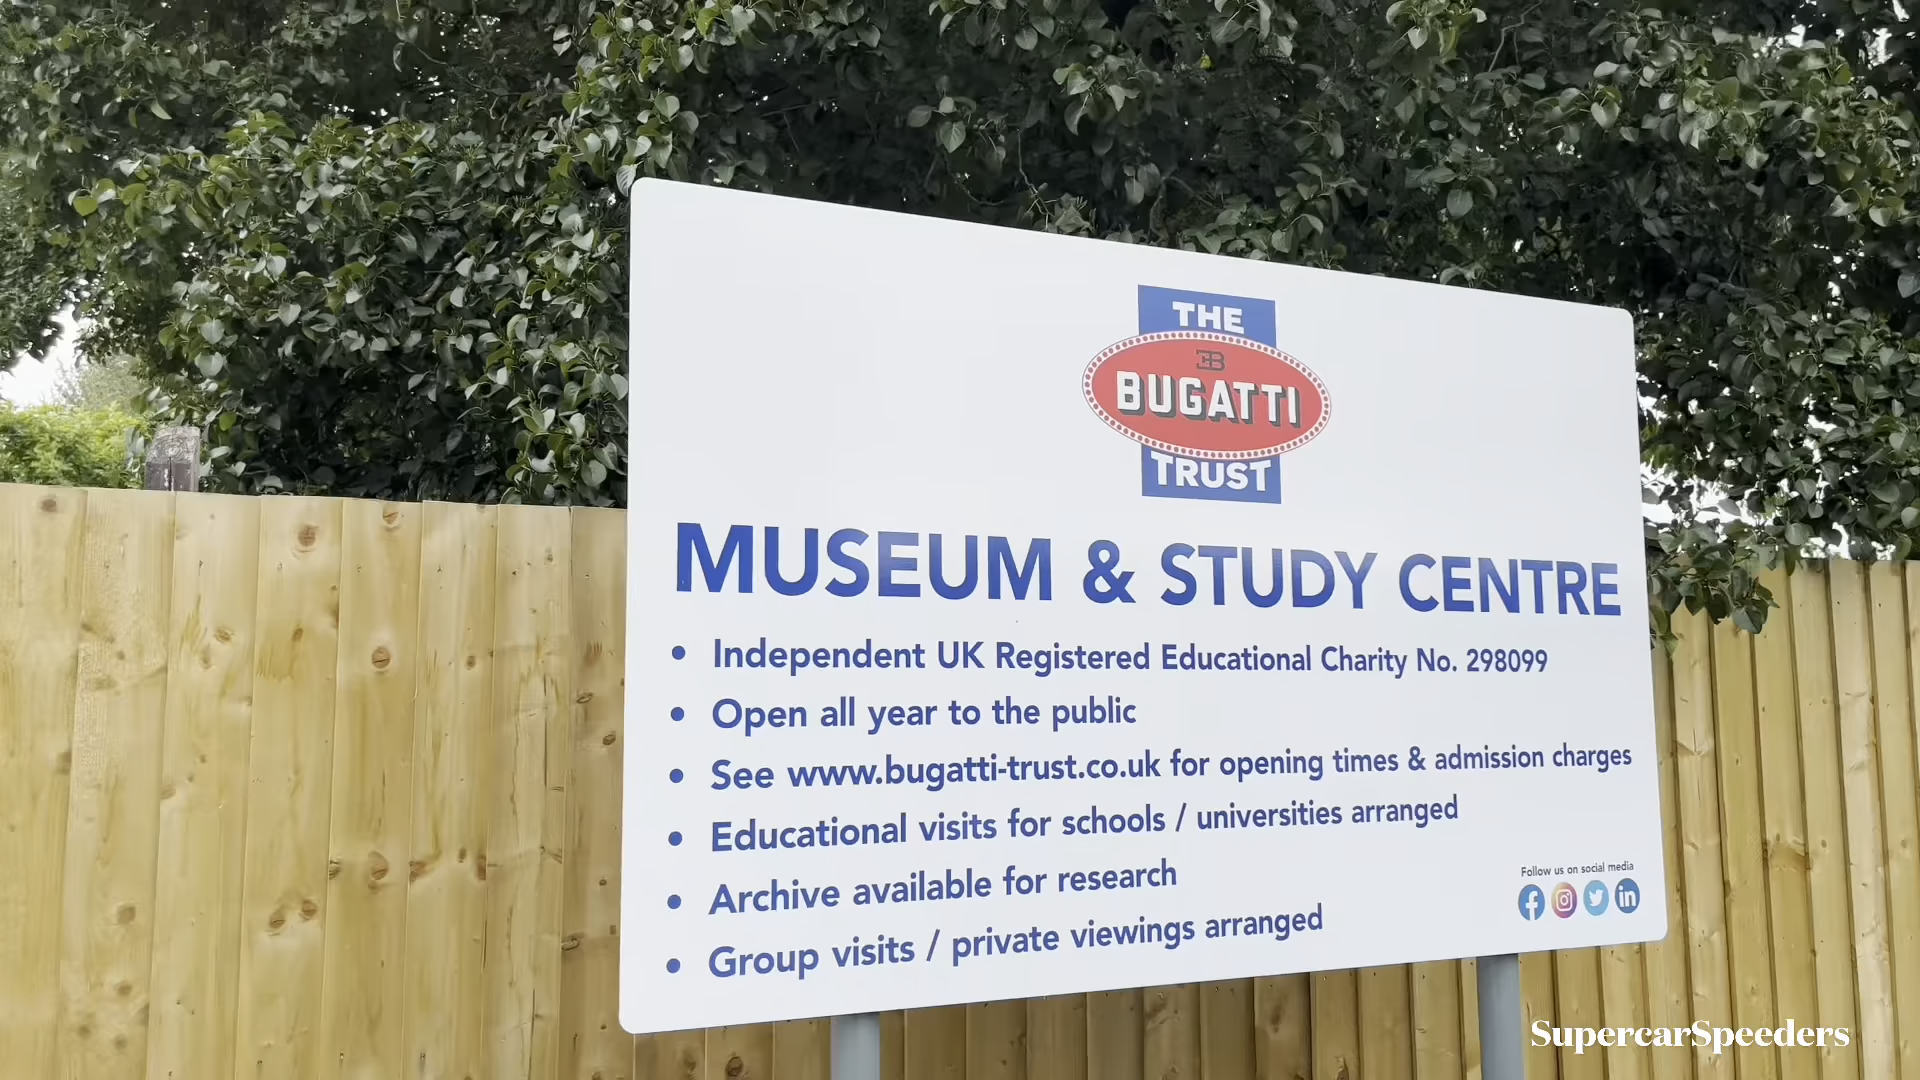 THE
EB
BUGATTI
TRUST
MUSEUM & STUDY CENTRE
• Independent UK Registered Educational Charity No. 298099
• Open all year to the public
• See www.bugatti-trust.co.uk for opening times & admission charges
• Educational visits for schools / universities arranged
• Archive available for research
• Group visits / private viewings arranged
Follow us on social media
SupercarSpeeders